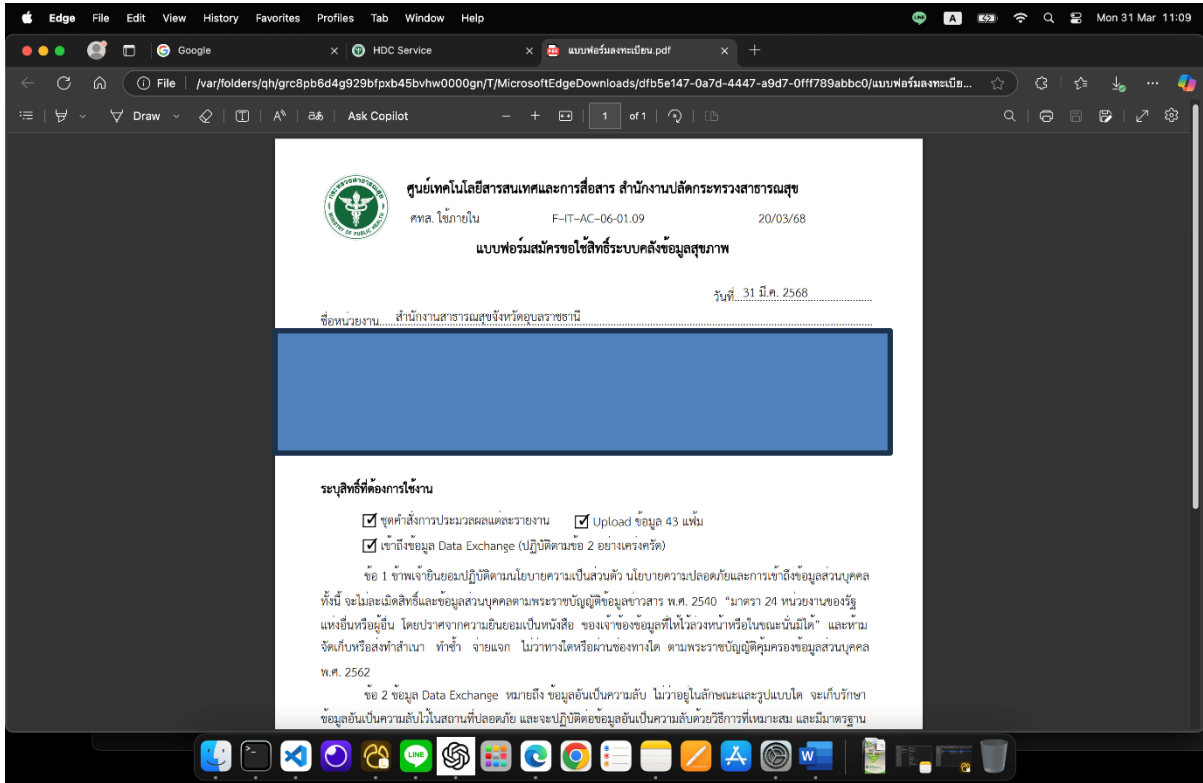 Edge File Edit View History Favorites Profiles Tab Window Help Mon 31 Mar 11:09
Google HDC Service แบบฟอร์มลงทะเบียน.pdf
File /var/folders/qh/grc8pb6d4g929bfpxb45bvhw0000gn/T/MicrosoftEdgeDownloads/dfb5e147-0a7d-4447-a9d7-0fff789abbc0/แบบฟอร์มลงทะเบีย...
Draw Ask Copilot 1 of 1
ศูนย์เทคโนโลยีสารสนเทศและการสื่อสาร สำนักงานปลัดกระทรวงสาธารณสุข
ศทส. ใช้ภายใน F-IT-AC-06-01.09 20/03/68
แบบฟอร์มสมัครขอใช้สิทธิ์ระบบคลังข้อมูลสุขภาพ
วันที่ 31 มี.ค. 2568
ชื่อหน่วยงาน สำนักงานสาธารณสุขจังหวัดอุบลราชธานี
ระบุสิทธิ์ที่ต้องการใช้งาน
ชุดคำสั่งการประมวลผลแต่ละรายงาน Upload ข้อมูล 43 แฟ้ม
เข้าถึงข้อมูล Data Exchange (ปฏิบัติตามข้อ 2 อย่างเคร่งครัด)
ข้อ 1 ข้าพเจ้ายินยอมปฏิบัติตามนโยบายความเป็นส่วนตัว นโยบายความปลอดภัยและการเข้าถึงข้อมูลส่วนบุคคล
ทั้งนี้ จะไม่ละเมิดสิทธิ์และข้อมูลส่วนบุคคลตามพระราชบัญญัติข้อมูลข่าวสาร พ.ศ. 2540 “มาตรา 24 หน่วยงานของรัฐ
แห่งอื่นหรือผู้อื่น โดยปราศจากความยินยอมเป็นหนังสือ ของเจ้าของข้อมูลที่ให้ไว้ล่วงหน้าหรือในขณะนั้นมิได้” และห้าม
จัดเก็บหรือส่งทำสำเนา ทำซ้ำ จ่ายแจก ไม่ว่าทางใดหรือผ่านช่องทางใด ตามพระราชบัญญัติคุ้มครองข้อมูลส่วนบุคคล
พ.ศ. 2562
ข้อ 2 ข้อมูล Data Exchange หมายถึง ข้อมูลอันเป็นความลับ ไม่ว่าอยู่ในลักษณะและรูปแบบใด จะเก็บรักษา
ข้อมูลอันเป็นความลับไว้ในสถานที่ปลอดภัย และจะปฏิบัติต่อข้อมูลอันเป็นความลับด้วยวิธีการที่เหมาะสม และมีมาตรฐาน